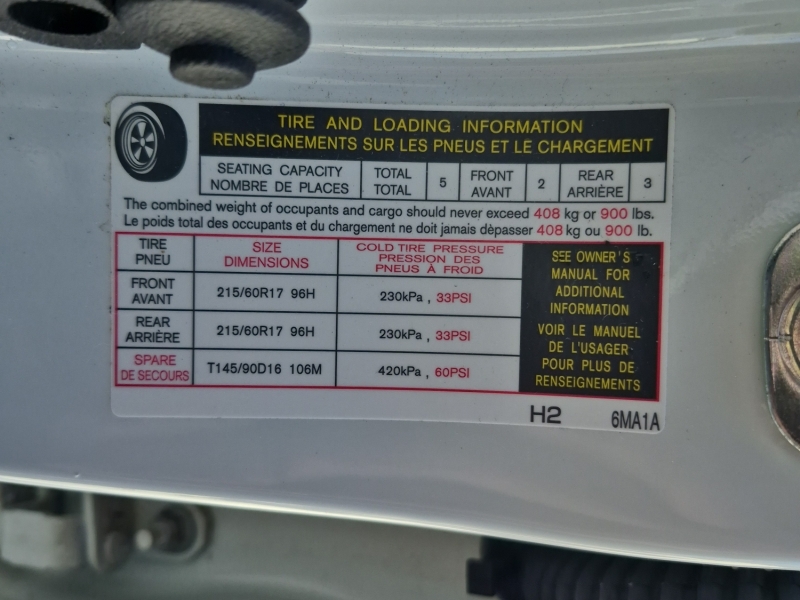 TIRE AND LOADING INFORMATION
RENSEIGNEMENTS SUR LES PNEUS ET LE CHARGEMENT
SEATING CAPACITY TOTAL 5 FRONT 2 REAR 3
NOMBRE DE PLACES TOTAL AVANT ARRIÈRE
The combined weight of occupants and cargo should never exceed 408 kg or 900 lbs.
Le poids total des occupants et du chargement ne doit jamais dèpasser 408 kg ou 900 lb.
TIRE SIZE COLD TIRE PRESSURE
PNEU DIMENSIONS PRESSION DES
PNEUS À FROID
FRONT
AVANT 215/60R17 96H 230kPa , 33PSI
REAR
ARRIÈRE 215/60R17 96H 230kPa , 33PSI
SPARE
DE SECOURS T145/90D16 106M 420kPa , 60PSI
SEE OWNER'S
MANUAL FOR
ADDITIONAL
INFORMATION
VOIR LE MANUEL
DE L'USAGER
POUR PLUS DE
RENSEIGNEMENTS
H2 6MA1A